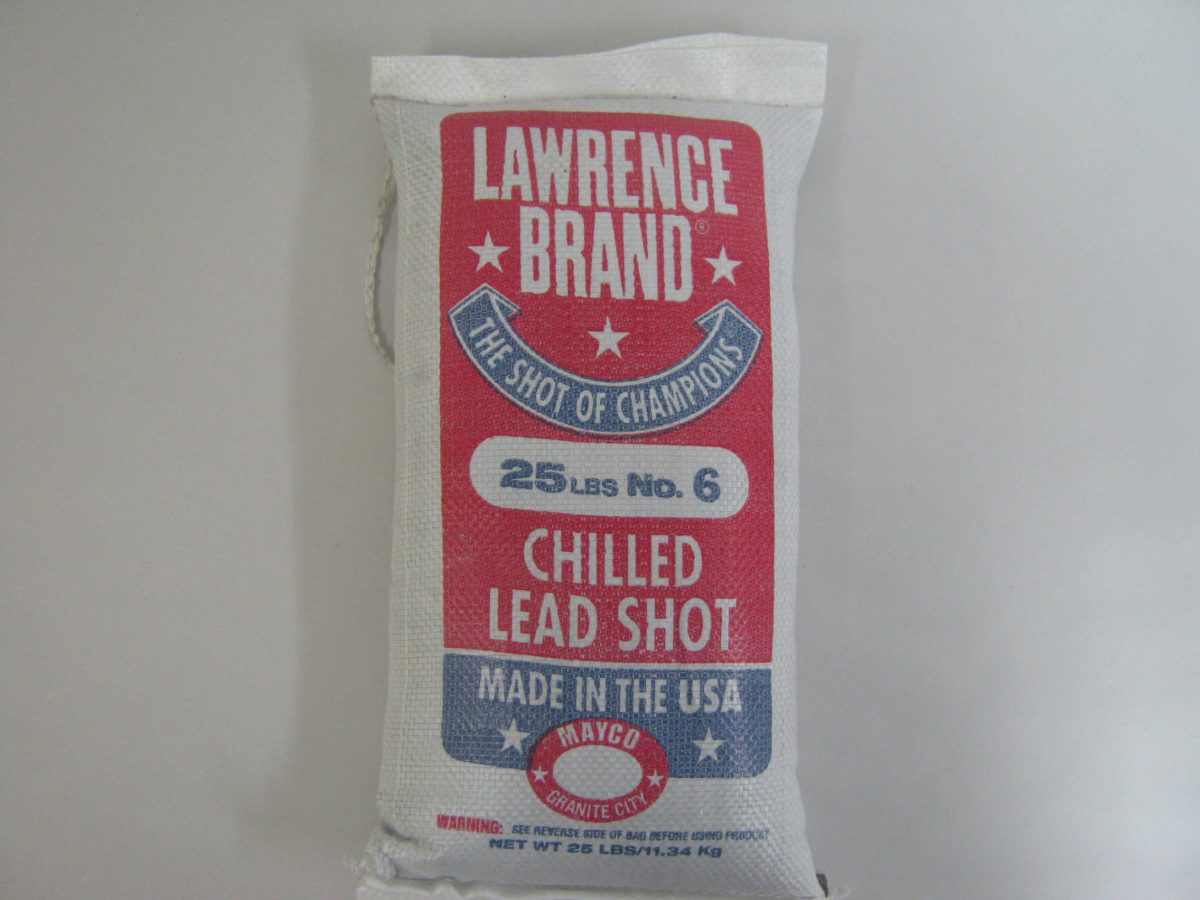 LAWRENCE
BRAND®
THE SHOT OF CHAMPIONS
25 LBS No. 6
CHILLED
LEAD SHOT
MADE IN THE USA
MAYCO
GRANITE CITY
WARNING: SEE REVERSE SIDE OF BAG BEFORE USING PRODUCT
NET WT 25 LBS/11.34 Kg